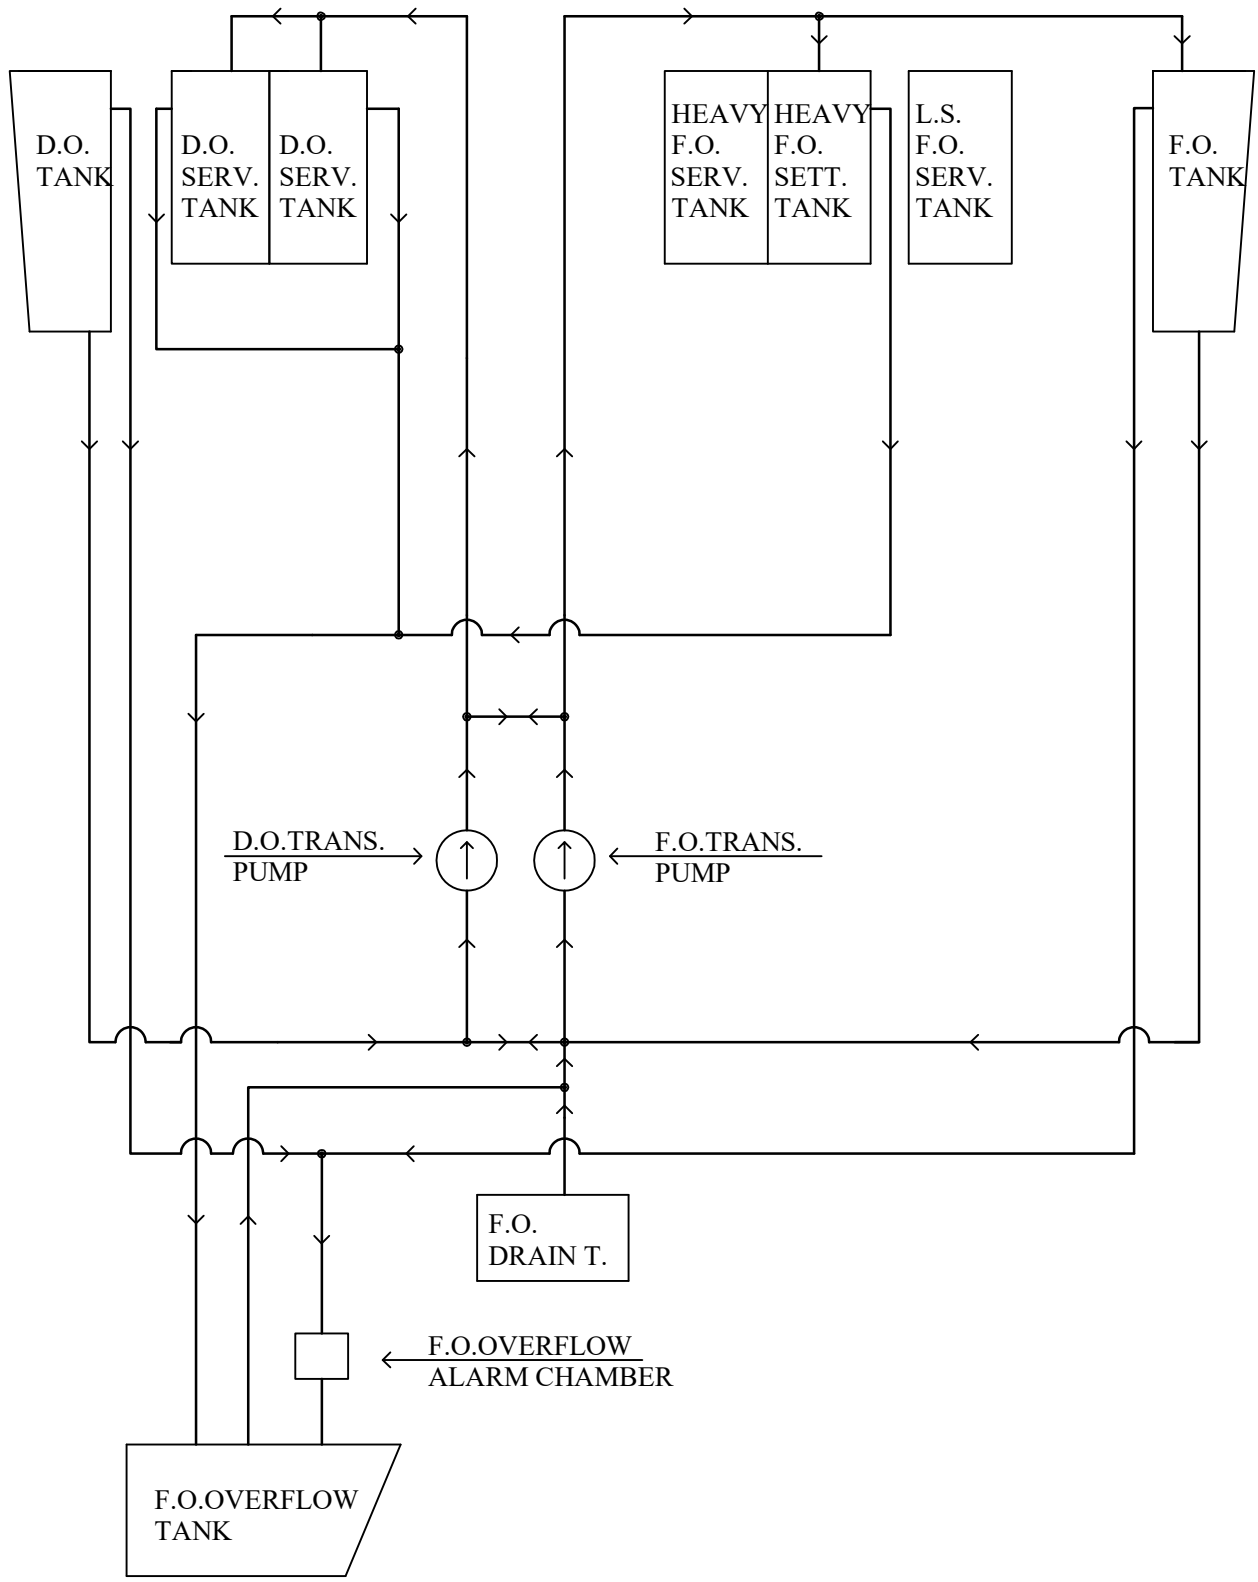 D.O.
TANK
D.O.
SERV.
TANK
D.O.
SERV.
TANK
HEAVY
F.O.
SERV.
TANK
HEAVY
F.O.
SETT.
TANK
L.S.
F.O.
SERV.
TANK
F.O.
TANK
D.O.TRANS.
PUMP
F.O.TRANS.
PUMP
F.O.
DRAIN T.
F.O.OVERFLOW
ALARM CHAMBER
F.O.OVERFLOW
TANK